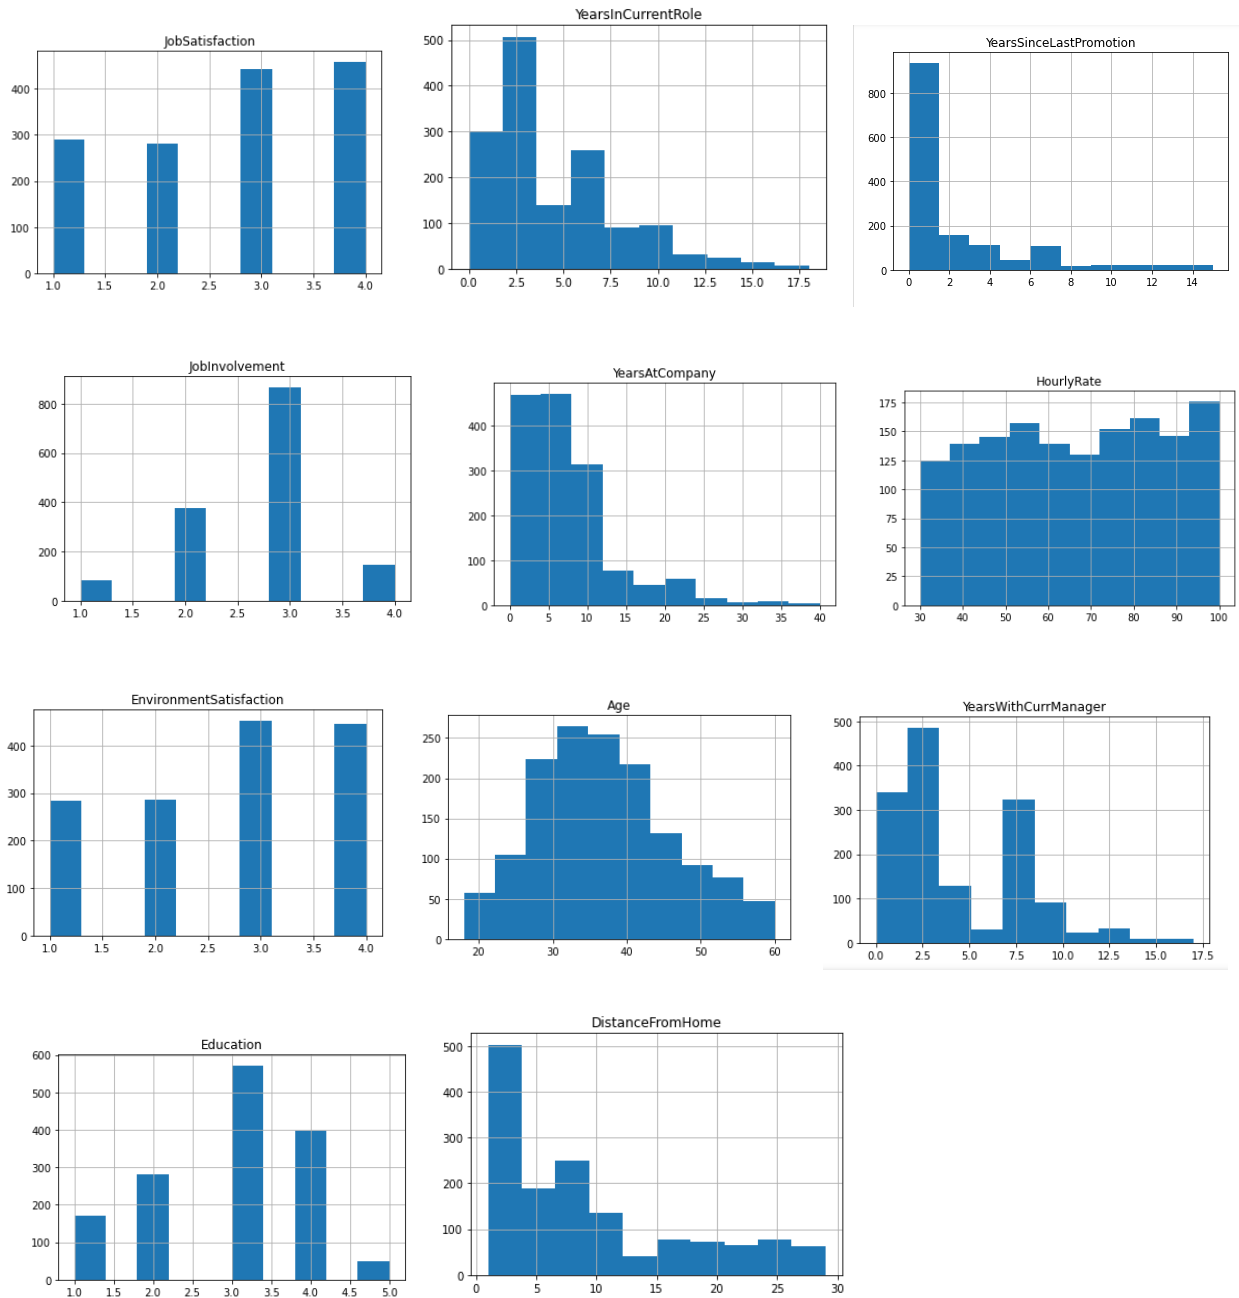 JobSatisfaction
400
300
200
100
0
1.0 1.5 2.0 2.5 3.0 3.5 4.0
YearsInCurrentRole
500
400
300
200
100
0
0.0 2.5 5.0 7.5 10.0 12.5 15.0 17.5
YearsSinceLastPromotion
800
600
400
200
0
0 2 4 6 8 10 12 14
JobInvolvement
800
600
400
200
0
1.0 1.5 2.0 2.5 3.0 3.5 4.0
YearsAtCompany
400
300
200
100
0
0 5 10 15 20 25 30 35 40
HourlyRate
175
150
125
100
75
50
25
0
30 40 50 60 70 80 90 100
EnvironmentSatisfaction
400
300
200
100
0
1.0 1.5 2.0 2.5 3.0 3.5 4.0
Age
250
200
150
100
50
0
20 30 40 50 60
YearsWithCurrManager
500
400
300
200
100
0
0.0 2.5 5.0 7.5 10.0 12.5 15.0 17.5
Education
600
500
400
300
200
100
0
1.0 1.5 2.0 2.5 3.0 3.5 4.0 4.5 5.0
DistanceFromHome
500
400
300
200
100
0
0 5 10 15 20 25 30